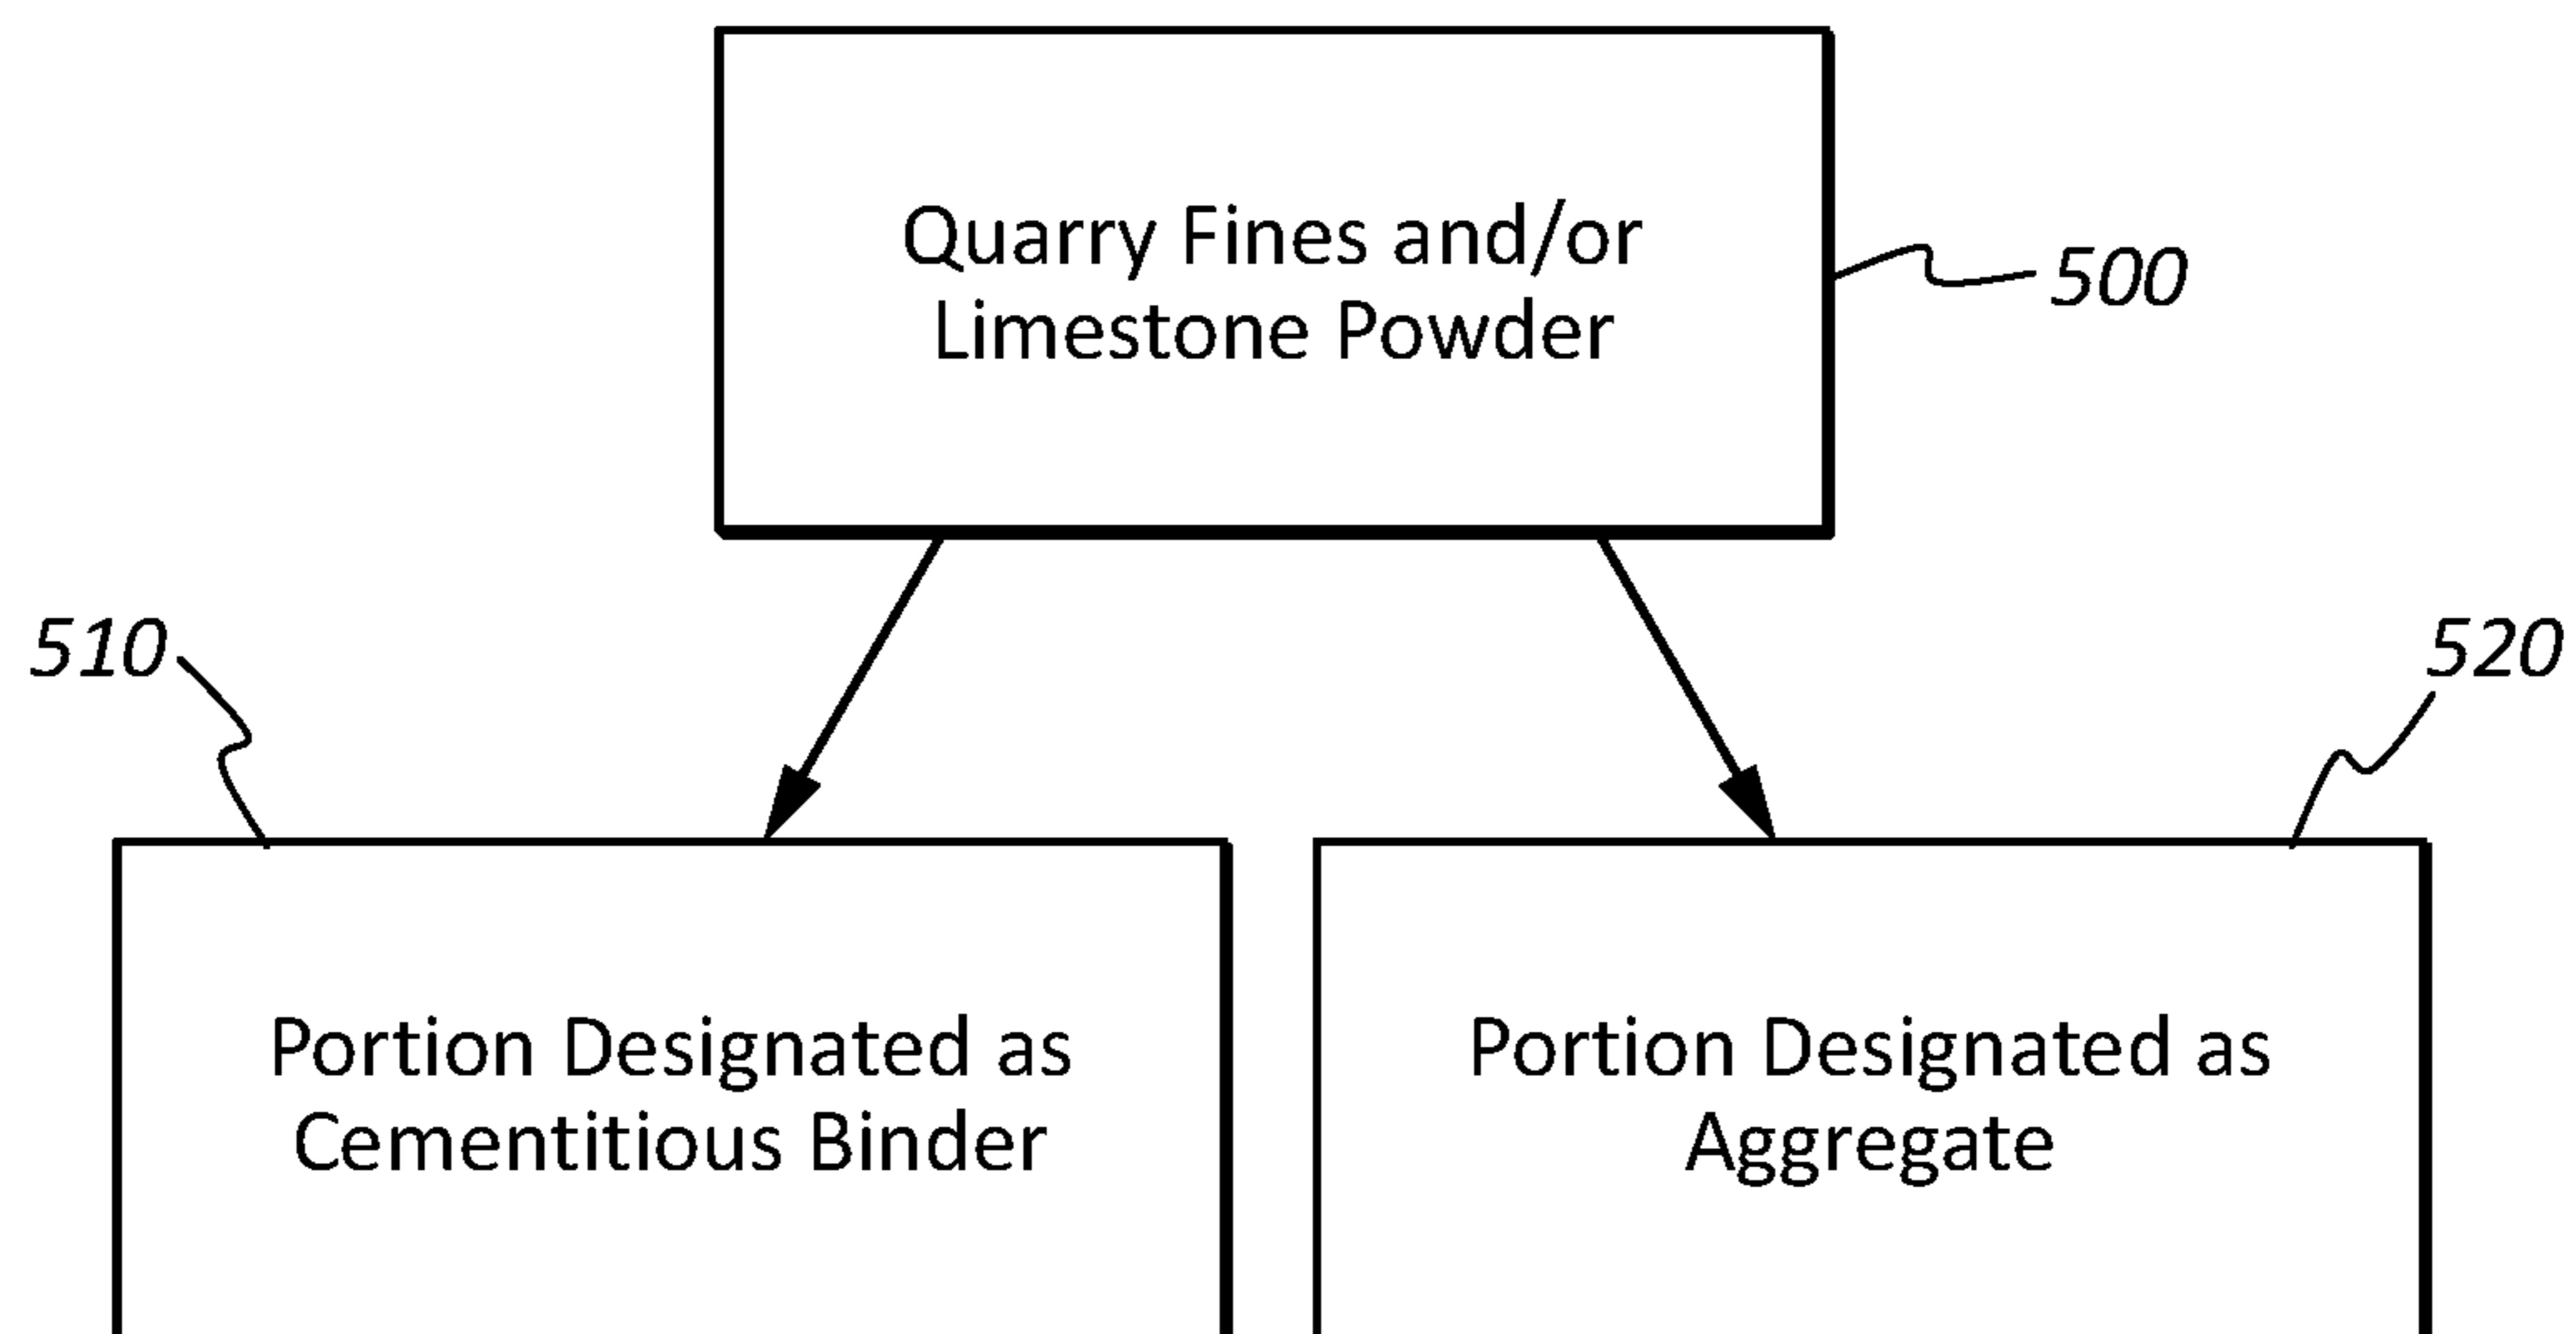 Quarry Fines and/or
Limestone Powder
500
510
520
Portion Designated as
Cementitious Binder
Portion Designated as
Aggregate